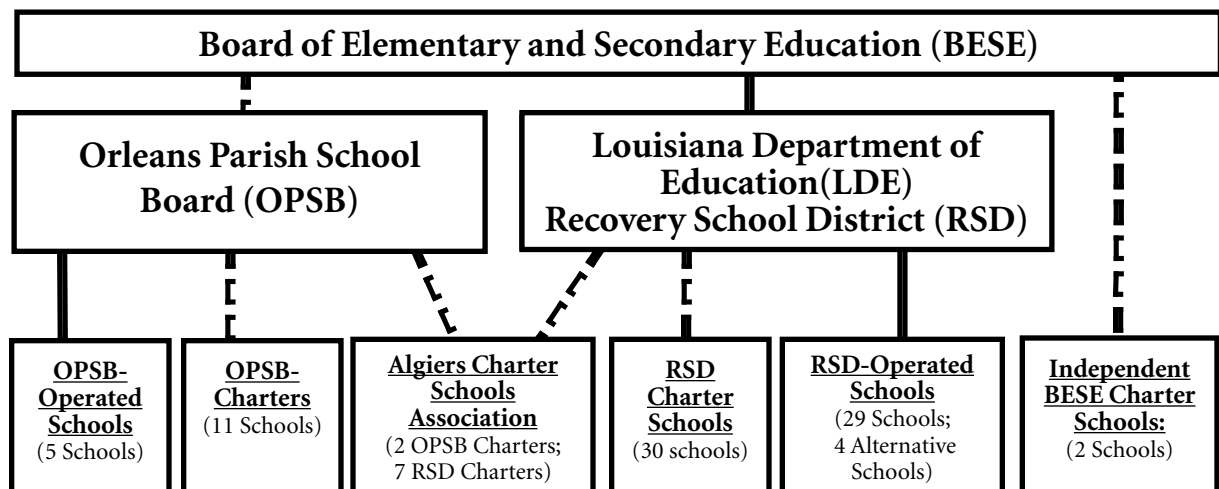 Board of Elementary and Secondary Education (BESE)
Orleans Parish School
Board (OPSB)
Louisiana Department of
Education(LDE)
Recovery School District (RSD)
OPSB-
Operated
Schools
(5 Schools)
OPSB-
Charters
(11 Schools)
Algiers Charter
Schools
Association
(2 OPSB Charters;
7 RSD Charters)
RSD
Charter
Schools
(30 schools)
RSD-Operated
Schools
(29 Schools;
4 Alternative
Schools)
Independent
BESE Charter
Schools:
(2 Schools)